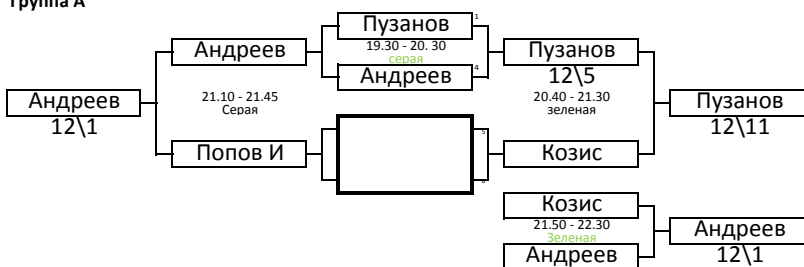 Группа А
Пузанов
1
Андреев
19.30 - 20. 30
серая
Пузанов
Андреев
4
12\5
Андреев
21.10 - 21.45
Серая
20.40 - 21.30
зеленая
Пузанов
12\1
12\11
Попов И
5
Козис
Козис
21.50 - 22.30
Зеленая
Андреев
Андреев
12\1